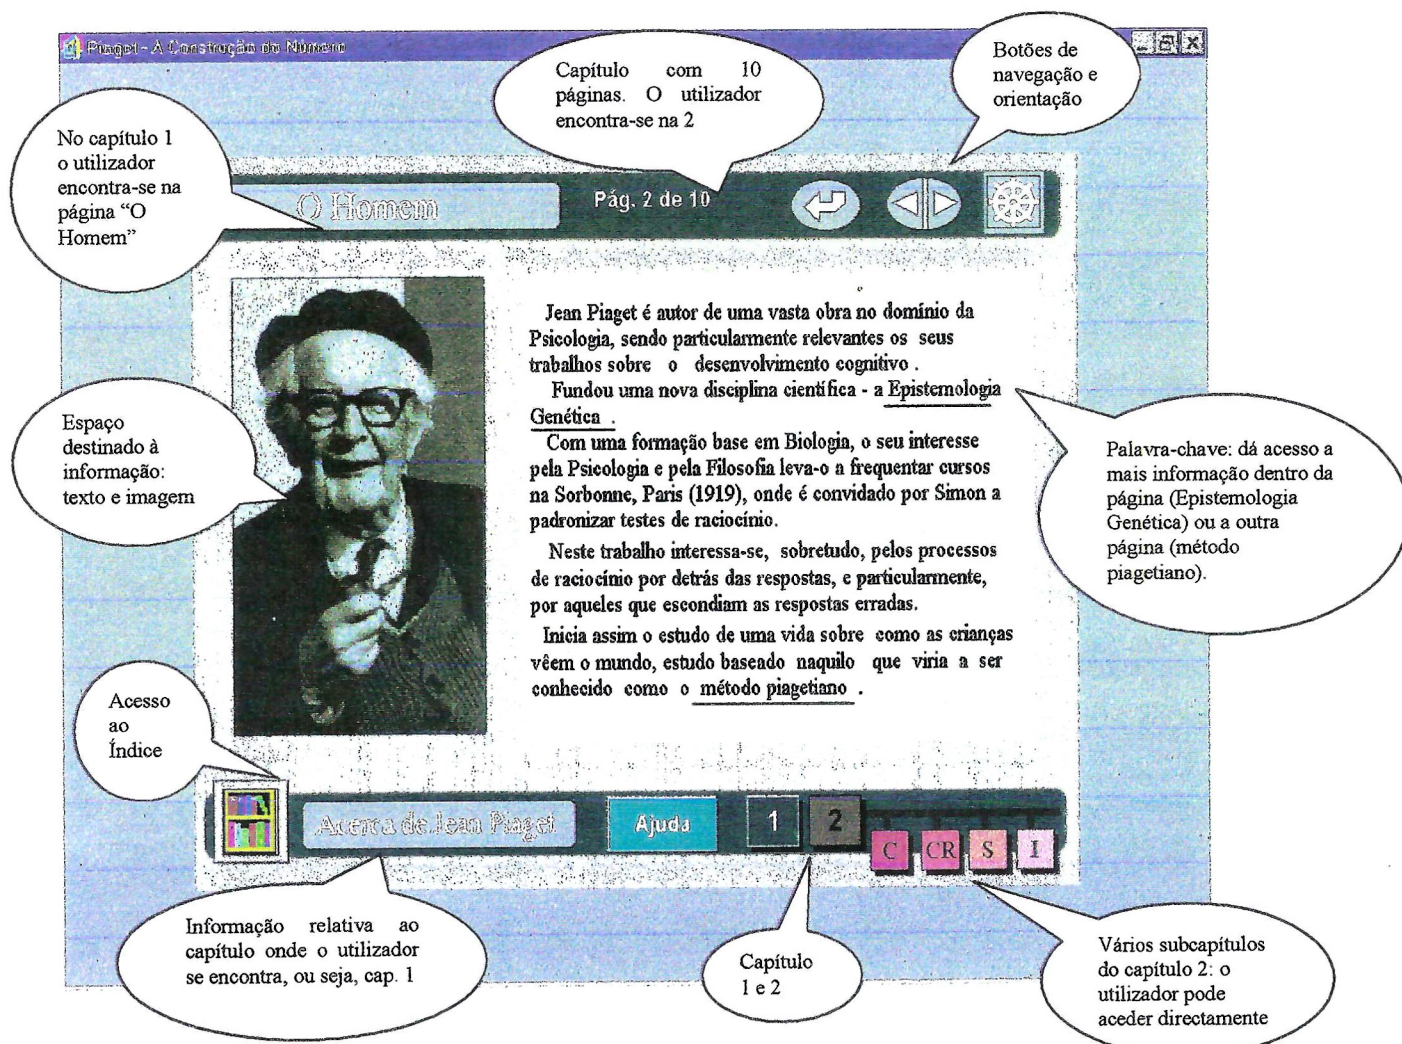 Piaget - A Construção do Número
Botões de
navegação e
orientação
Capítulo com 10
páginas. O utilizador
encontra-se na 2
No capítulo 1
o utilizador
encontra-se na
página “O
Homem”
O Homem
Pág. 2 de 10
Jean Piaget é autor de uma vasta obra no domínio da
Psicologia, sendo particularmente relevantes os seus
trabalhos sobre o desenvolvimento cognitivo .
Fundou uma nova disciplina científica - a Epistemologia
Genética .
Com uma formação base em Biologia, o seu interesse
pela Psicologia e pela Filosofia leva-o a frequentar cursos
na Sorbonne, Paris (1919), onde é convidado por Simon a
padronizar testes de raciocínio.
Neste trabalho interessa-se, sobretudo, pelos processos
de raciocínio por detrás das respostas, e particularmente,
por aqueles que escondiam as respostas erradas.
Inicia assim o estudo de uma vida sobre como as crianças
vêem o mundo, estudo baseado naquilo que viria a ser
conhecido como o método piagetiano .
Espaço
destinado à
informação:
texto e imagem
Palavra-chave: dá acesso a
mais informação dentro da
página (Epistemologia
Genética) ou a outra
página (método
piagetiano).
Acesso
ao
Índice
Acerca de Jean Piaget
Ajuda
1
2
C CR S I
Informação relativa ao
capítulo onde o utilizador
se encontra, ou seja, cap. 1
Capítulo
1 e 2
Vários subcapítulos
do capítulo 2: o
utilizador pode
aceder directamente